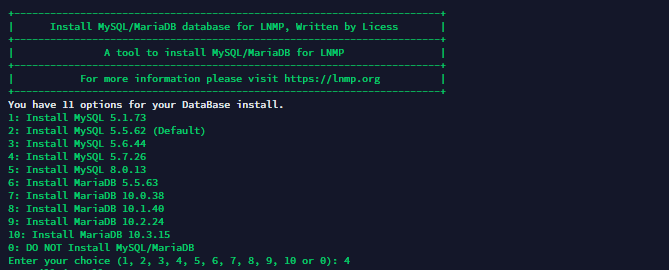 +------------------------------------------------------------------------+
|      Install MySQL/MariaDB database for LNMP, Written by Licess       |
+------------------------------------------------------------------------+
|               A tool to install MySQL/MariaDB for LNMP                |
+------------------------------------------------------------------------+
|           For more information please visit https://lnmp.org          |
+------------------------------------------------------------------------+
You have 11 options for your DataBase install.
1: Install MySQL 5.1.73
2: Install MySQL 5.5.62 (Default)
3: Install MySQL 5.6.44
4: Install MySQL 5.7.26
5: Install MySQL 8.0.13
6: Install MariaDB 5.5.63
7: Install MariaDB 10.0.38
8: Install MariaDB 10.1.40
9: Install MariaDB 10.2.24
10: Install MariaDB 10.3.15
0: DO NOT Install MySQL/MariaDB
Enter your choice (1, 2, 3, 4, 5, 6, 7, 8, 9, 10 or 0): 4